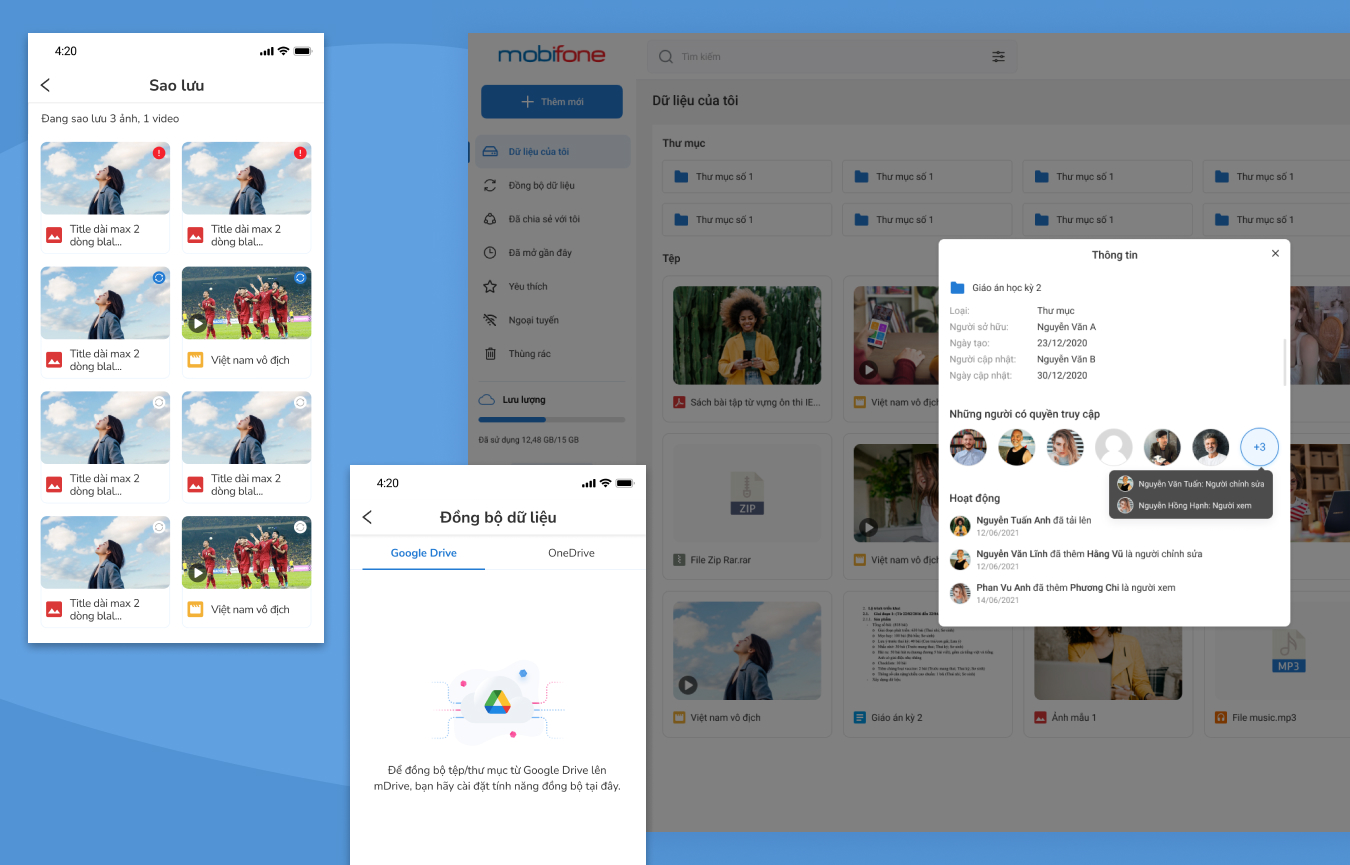 4:20
Sao lưu
Đang sao lưu 3 ảnh, 1 video
Title dài max 2
dòng blal...
Title dài max 2
dòng blal...
Title dài max 2
dòng blal...
Việt nam vô địch
Title dài max 2
dòng blal...
Title dài max 2
dòng blal...
Title dài max 2
dòng blal...
Việt nam vô địch
mobifone
Tìm kiếm
Thêm mới
Dữ liệu của tôi
Đồng bộ dữ liệu
Đã chia sẻ với tôi
Đã mở gần đây
Yêu thích
Ngoại tuyến
Thùng rác
Lưu lượng
Đã sử dụng 12,48 GB/15 GB
Dữ liệu của tôi
Thư mục
Thư mục số 1
Thư mục số 1
Thư mục số 1
Thư mục số 1
Thư mục số 1
Thư mục số 1
Thư mục số 1
Thư mục số 1
Tệp
Sách bài tập từ vựng ôn thi IE...
Việt nam vô địch
ZIP
File Zip Rar.rar
Việt nam vô
Việt nam vô địch
Giáo án kỳ 2
Ảnh mẫu 1
MP3
File music.mp3
Thông tin
Giáo án học kỳ 2
Loại: Thư mục
Người sở hữu: Nguyễn Văn A
Ngày tạo: 23/12/2020
Người cập nhật: Nguyễn Văn B
Ngày cập nhật: 30/12/2020
Những người có quyền truy cập
+3
Nguyễn Văn Tuấn: Người chỉnh sửa
Nguyễn Hồng Hạnh: Người xem
Hoạt động
Nguyễn Tuấn Anh đã tải lên
12/06/2021
Nguyễn Văn Lĩnh đã thêm Hằng Vũ là người chỉnh sửa
12/06/2021
Phan Vu Anh đã thêm Phương Chi là người xem
14/06/2021
4:20
Đồng bộ dữ liệu
Google Drive
OneDrive
Để đồng bộ tệp/thư mục từ Google Drive lên
mDrive, bạn hãy cài đặt tính năng đồng bộ tại đây.